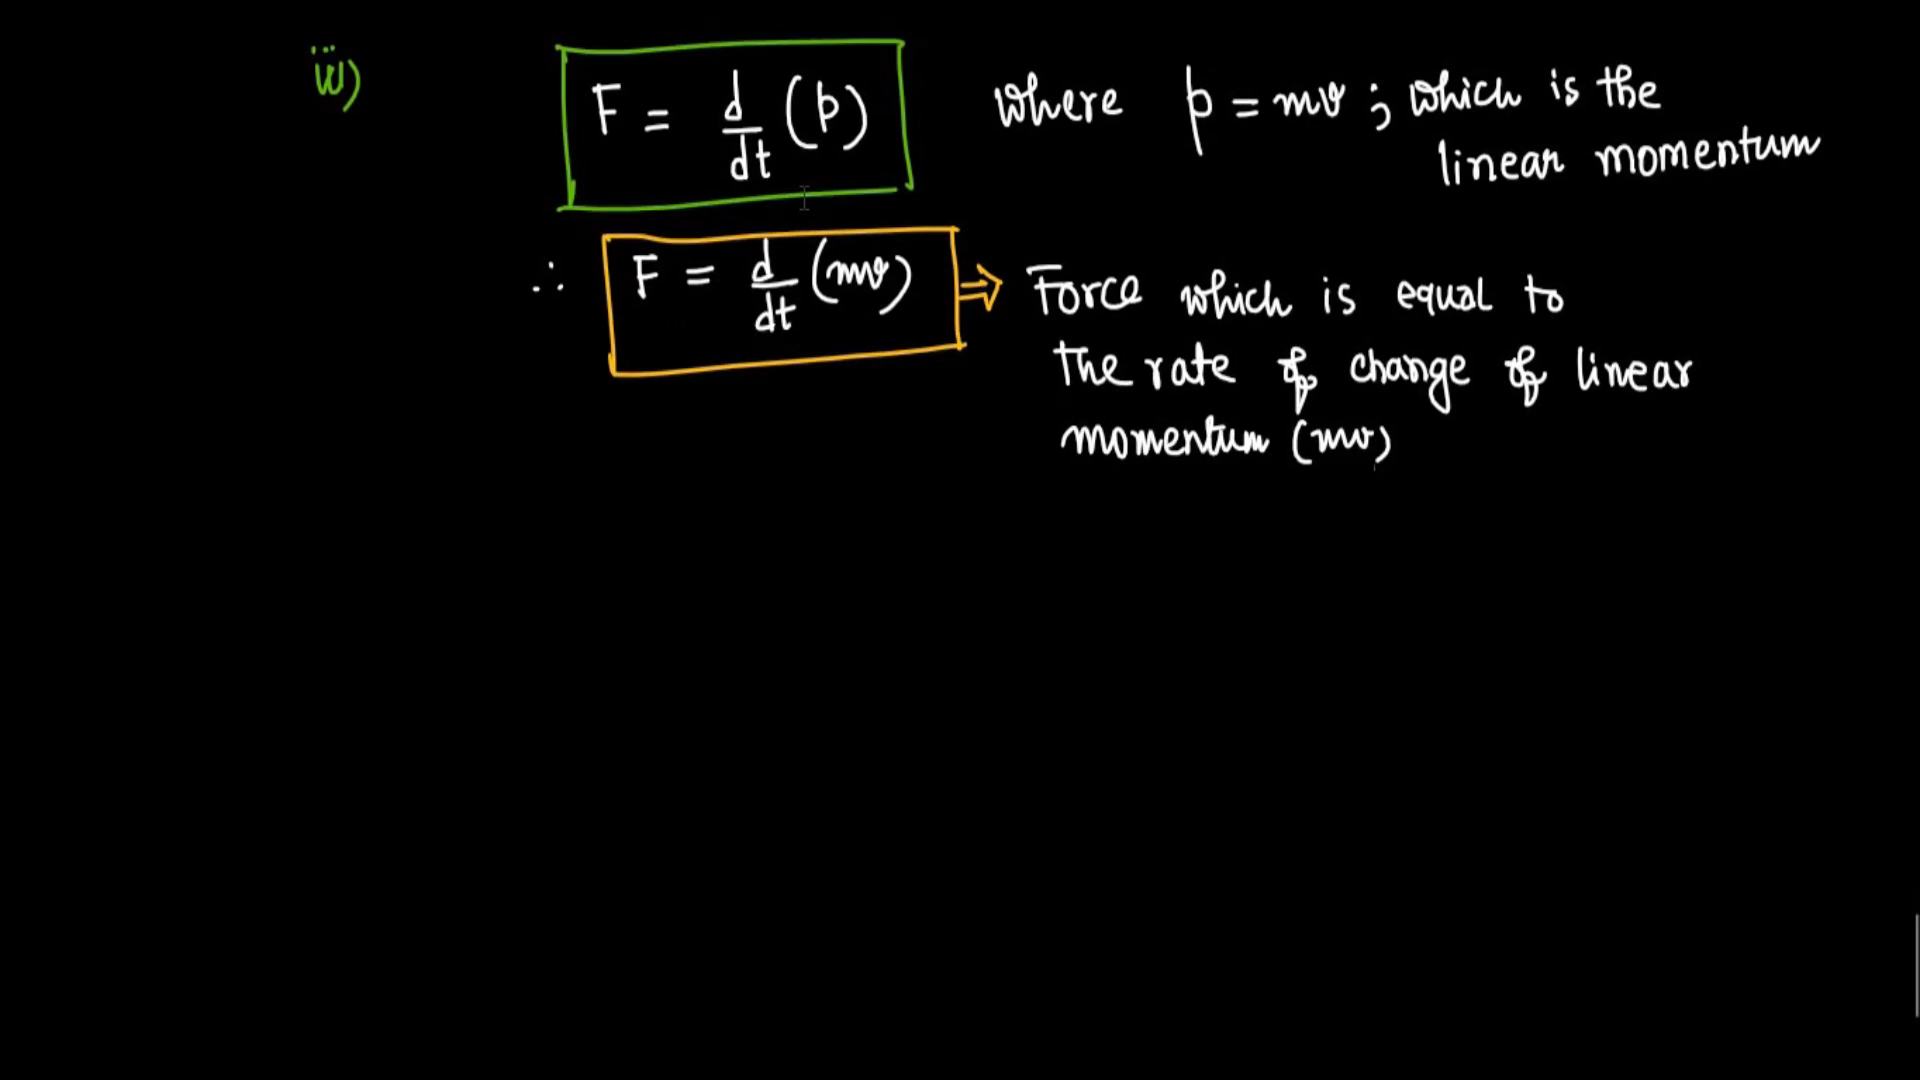 iii) F = d/dt (p) where p = mv ; which is the
linear momentum
∴ F = d/dt (mv) ⇒ Force which is equal to
the rate of change of linear
momentum (mv)